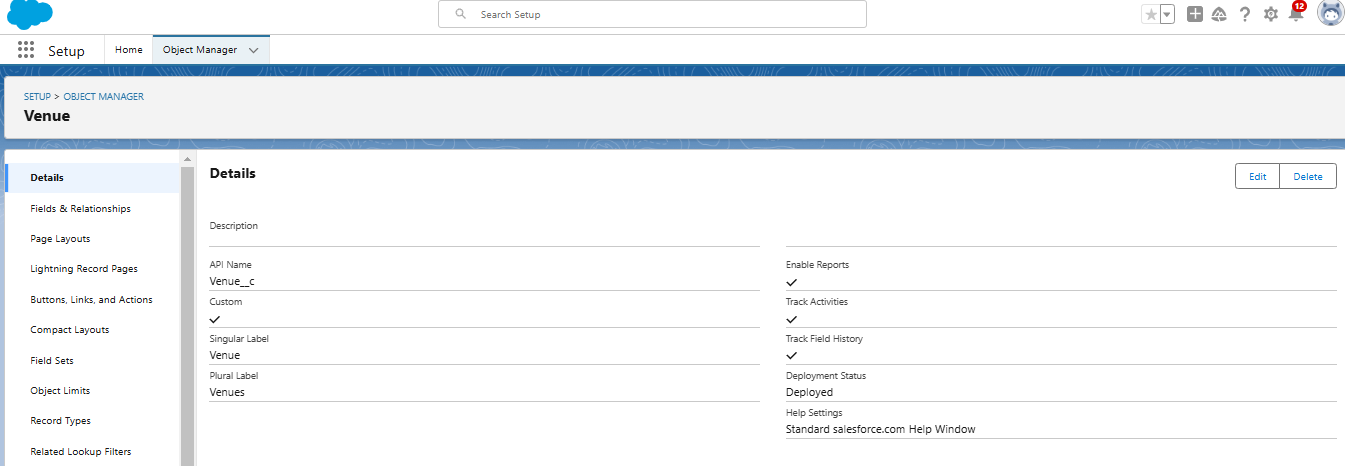 Search Setup
12
Setup
Home
Object Manager
SETUP > OBJECT MANAGER
Venue
Details
Fields & Relationships
Page Layouts
Lightning Record Pages
Buttons, Links, and Actions
Compact Layouts
Field Sets
Object Limits
Record Types
Related Lookup Filters
Details
Edit
Delete
Description
API Name
Venue__c
Custom
Singular Label
Venue
Plural Label
Venues
Enable Reports
Track Activities
Track Field History
Deployment Status
Deployed
Help Settings
Standard salesforce.com Help Window